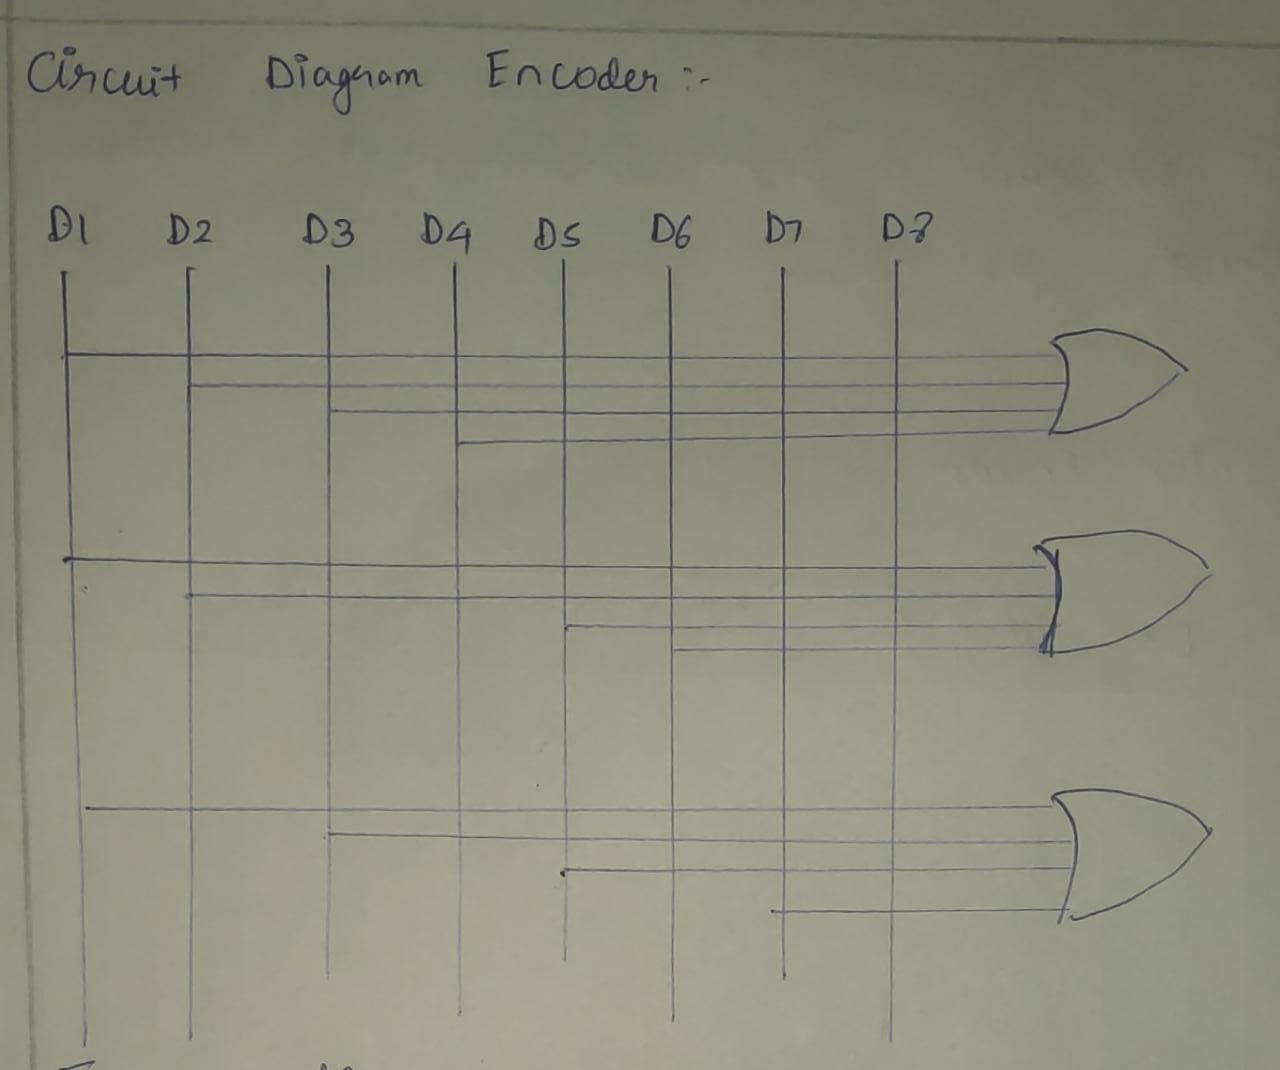 Circuit Diagram Encoder :-
D1 D2 D3 D4 D5 D6 D7 D8